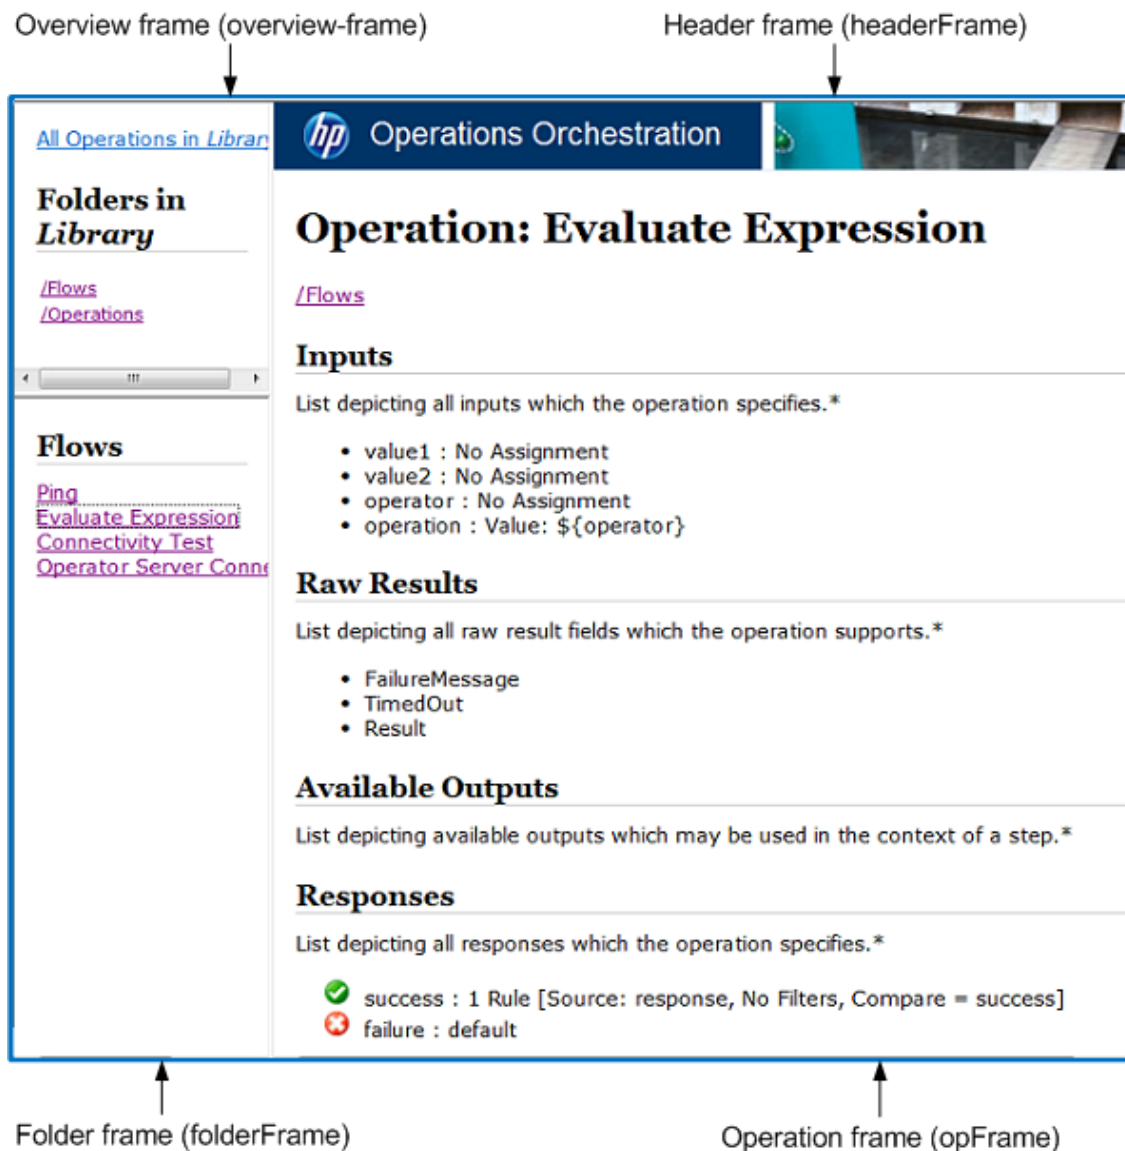 Overview frame (overview-frame)
Header frame (headerFrame)
All Operations in Library
Folders in
Library
/Flows
/Operations
Flows
Ping
Evaluate Expression
Connectivity Test
Operator Server Conne
hp Operations Orchestration
Operation: Evaluate Expression
/Flows
Inputs
List depicting all inputs which the operation specifies.*
• value1 : No Assignment
• value2 : No Assignment
• operator : No Assignment
• operation : Value: ${operator}
Raw Results
List depicting all raw result fields which the operation supports.*
• FailureMessage
• TimedOut
• Result
Available Outputs
List depicting available outputs which may be used in the context of a step.*
Responses
List depicting all responses which the operation specifies.*
success : 1 Rule [Source: response, No Filters, Compare = success]
failure : default
Folder frame (folderFrame)
Operation frame (opFrame)